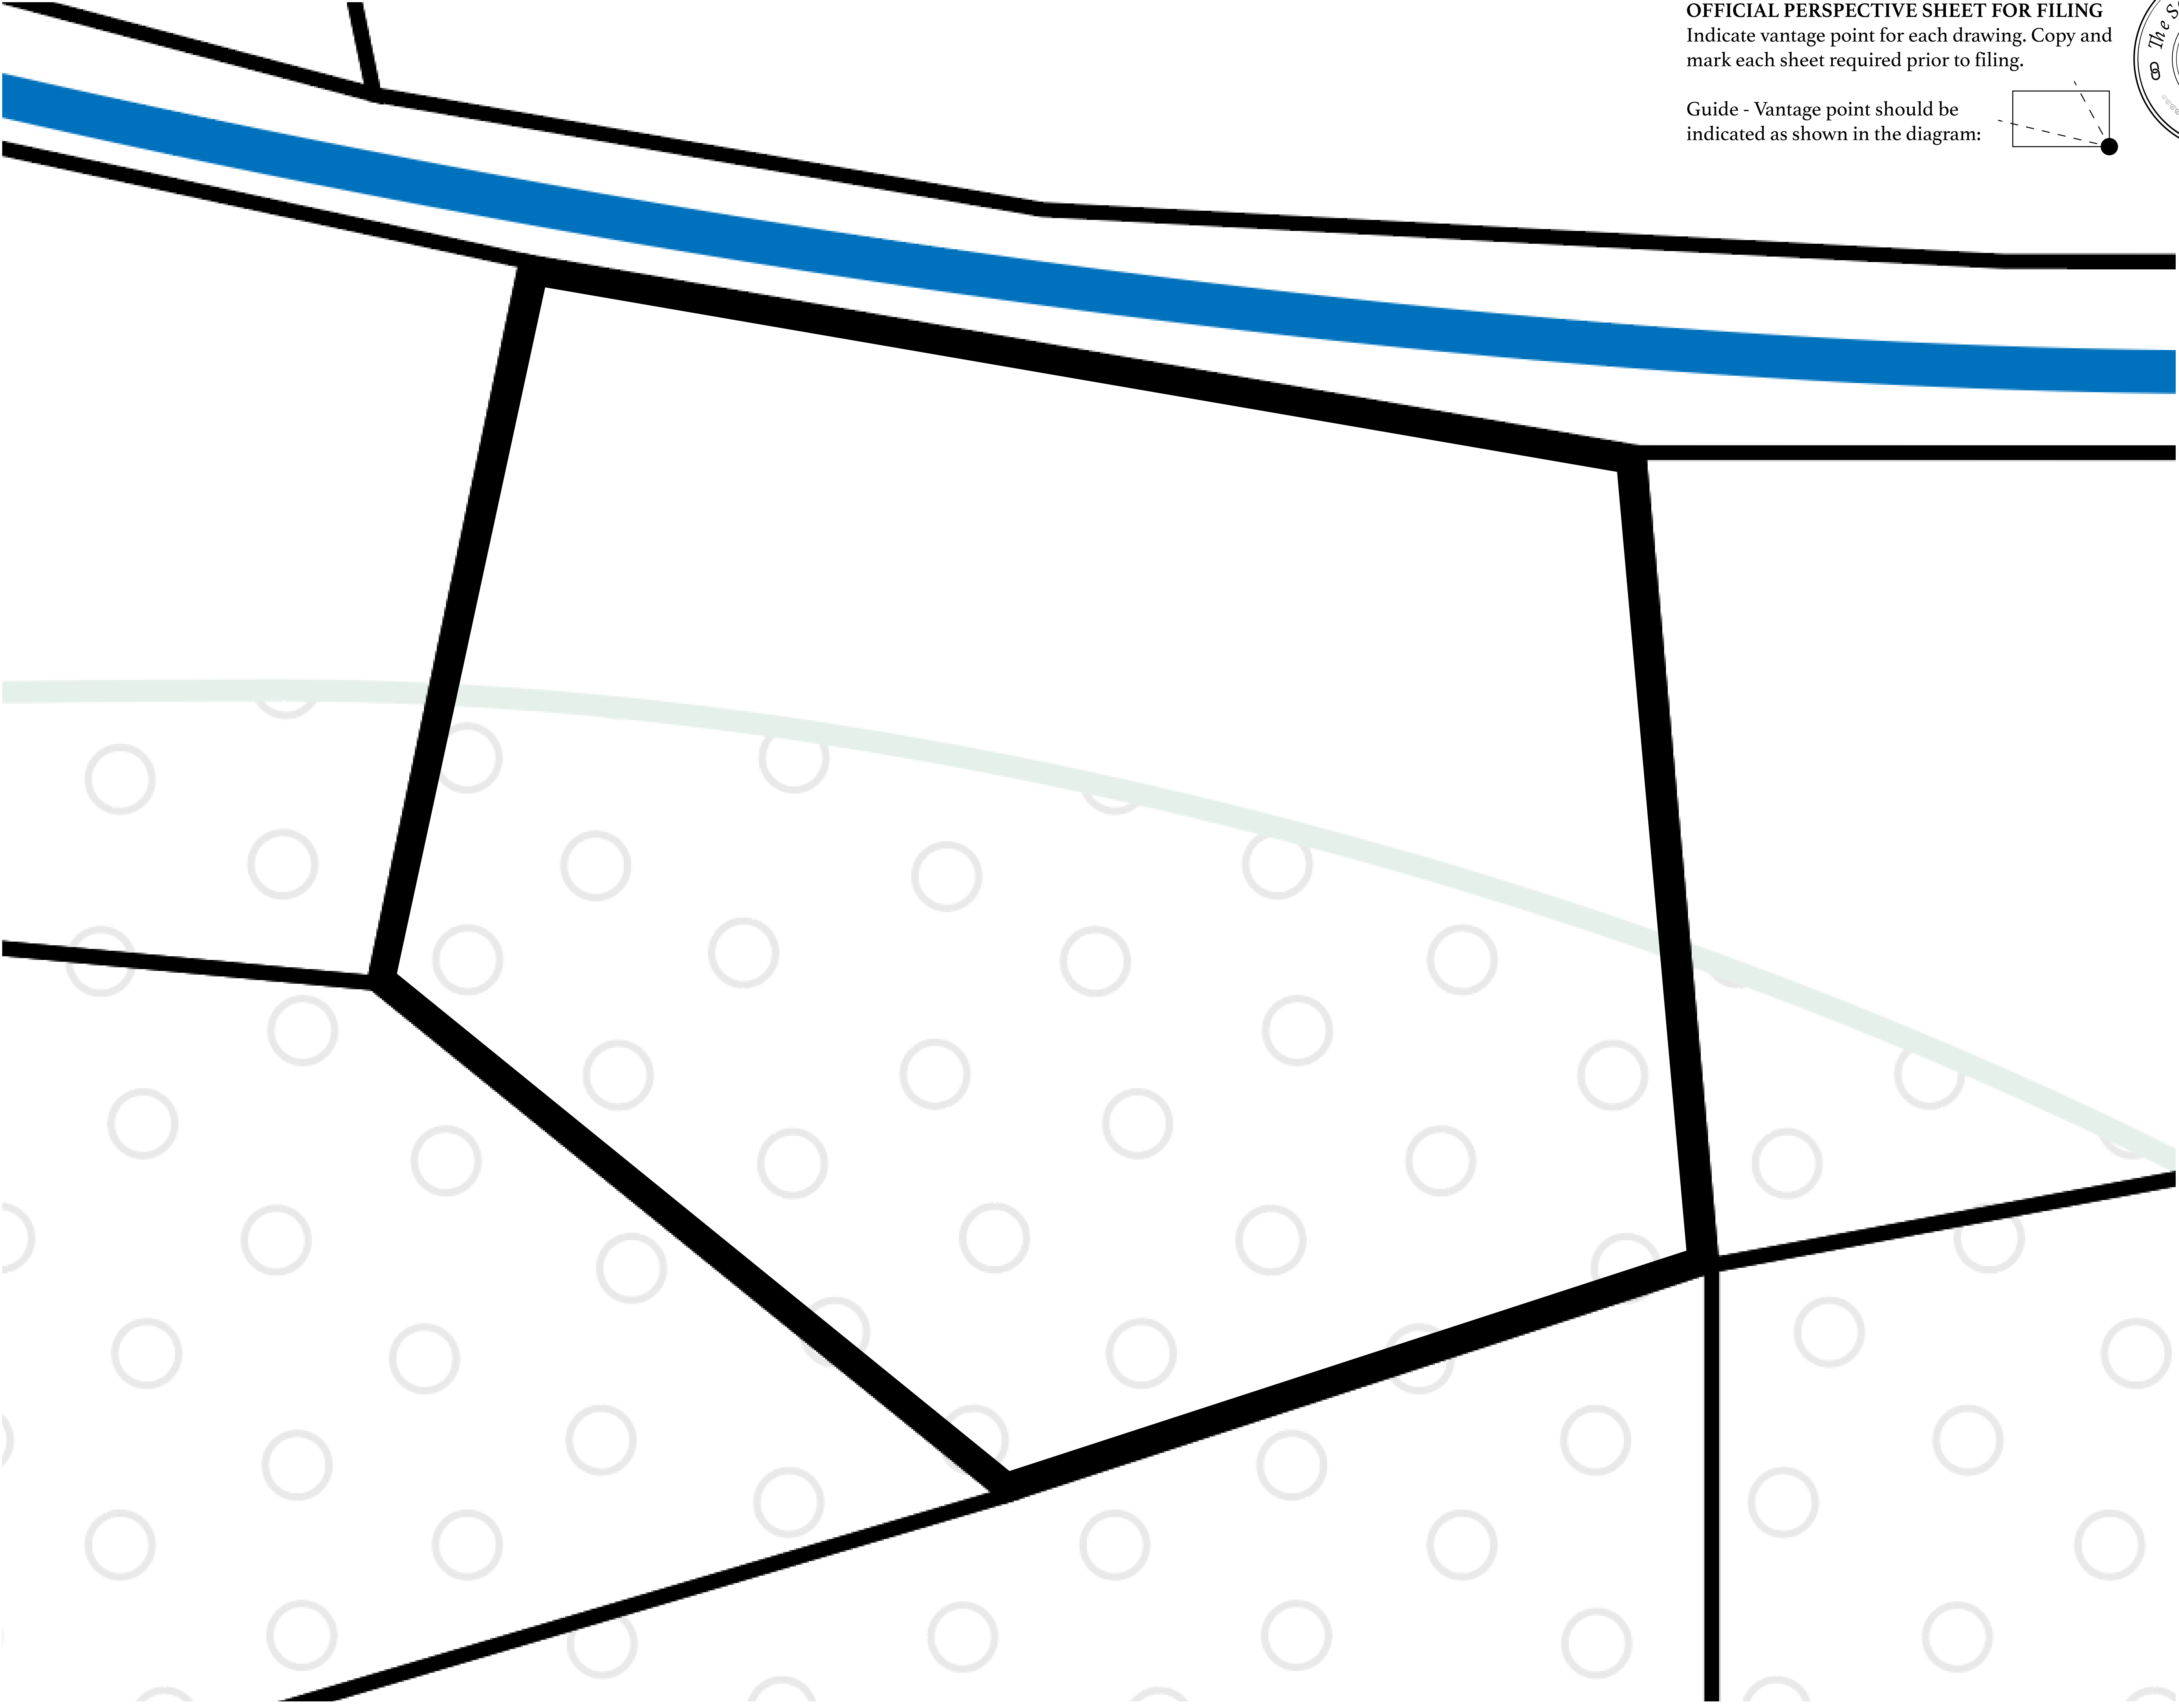 OFFICIAL PERSPECTIVE SHEET FOR FILING
Indicate vantage point for each drawing. Copy and
mark each sheet required prior to filing.
Guide - Vantage point should be
indicated as shown in the diagram:
The